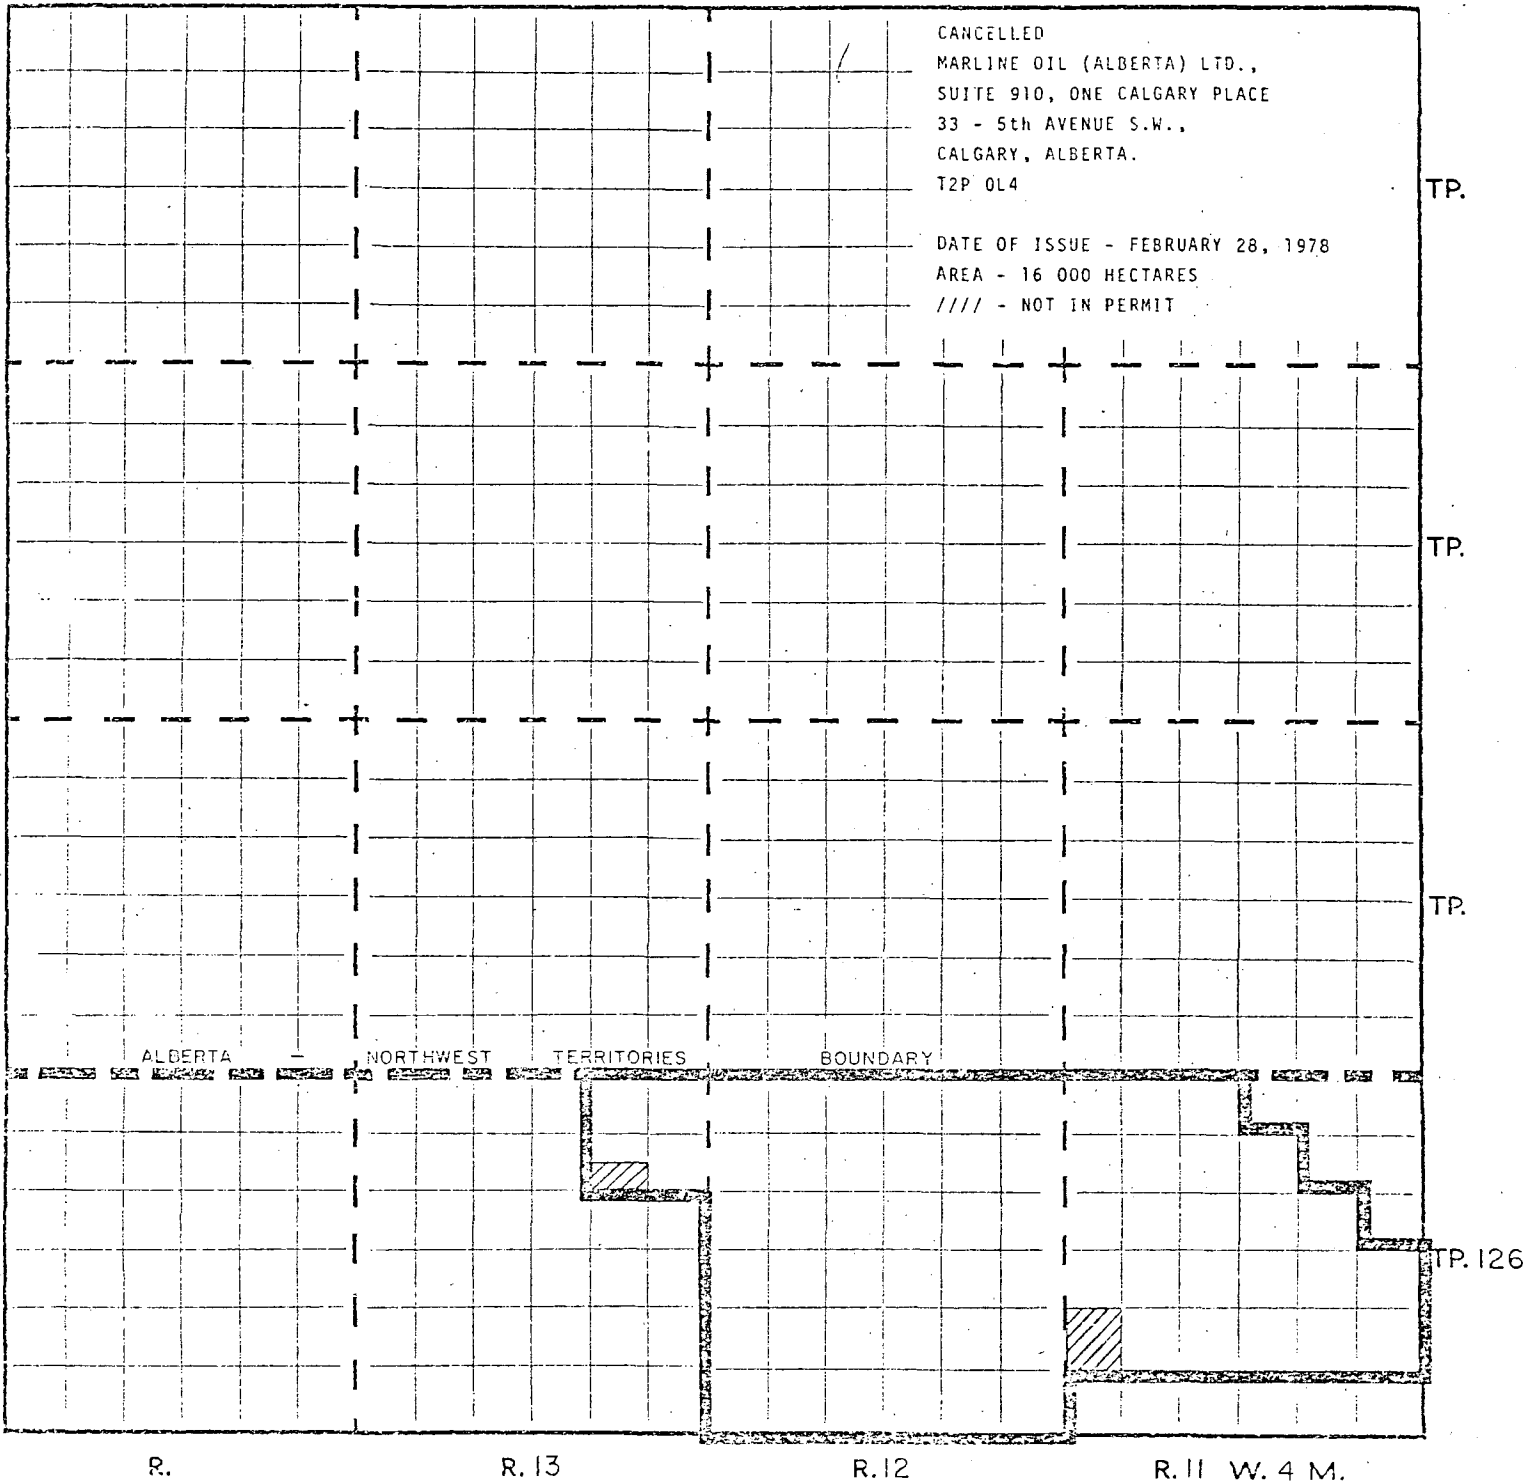 CANCELLED
MARLINE OIL (ALBERTA) LTD.,
SUITE 910, ONE CALGARY PLACE
33 - 5th AVENUE S.W.,
CALGARY, ALBERTA.
T2P 0L4
DATE OF ISSUE - FEBRUARY 28, 1978
AREA - 16 000 HECTARES
//// - NOT IN PERMIT
TP.
TP.
TP.
ALBERTA - NORTHWEST TERRITORIES BOUNDARY
TP. 126
R. R. 13 R. 12 R. 11 W. 4 M.